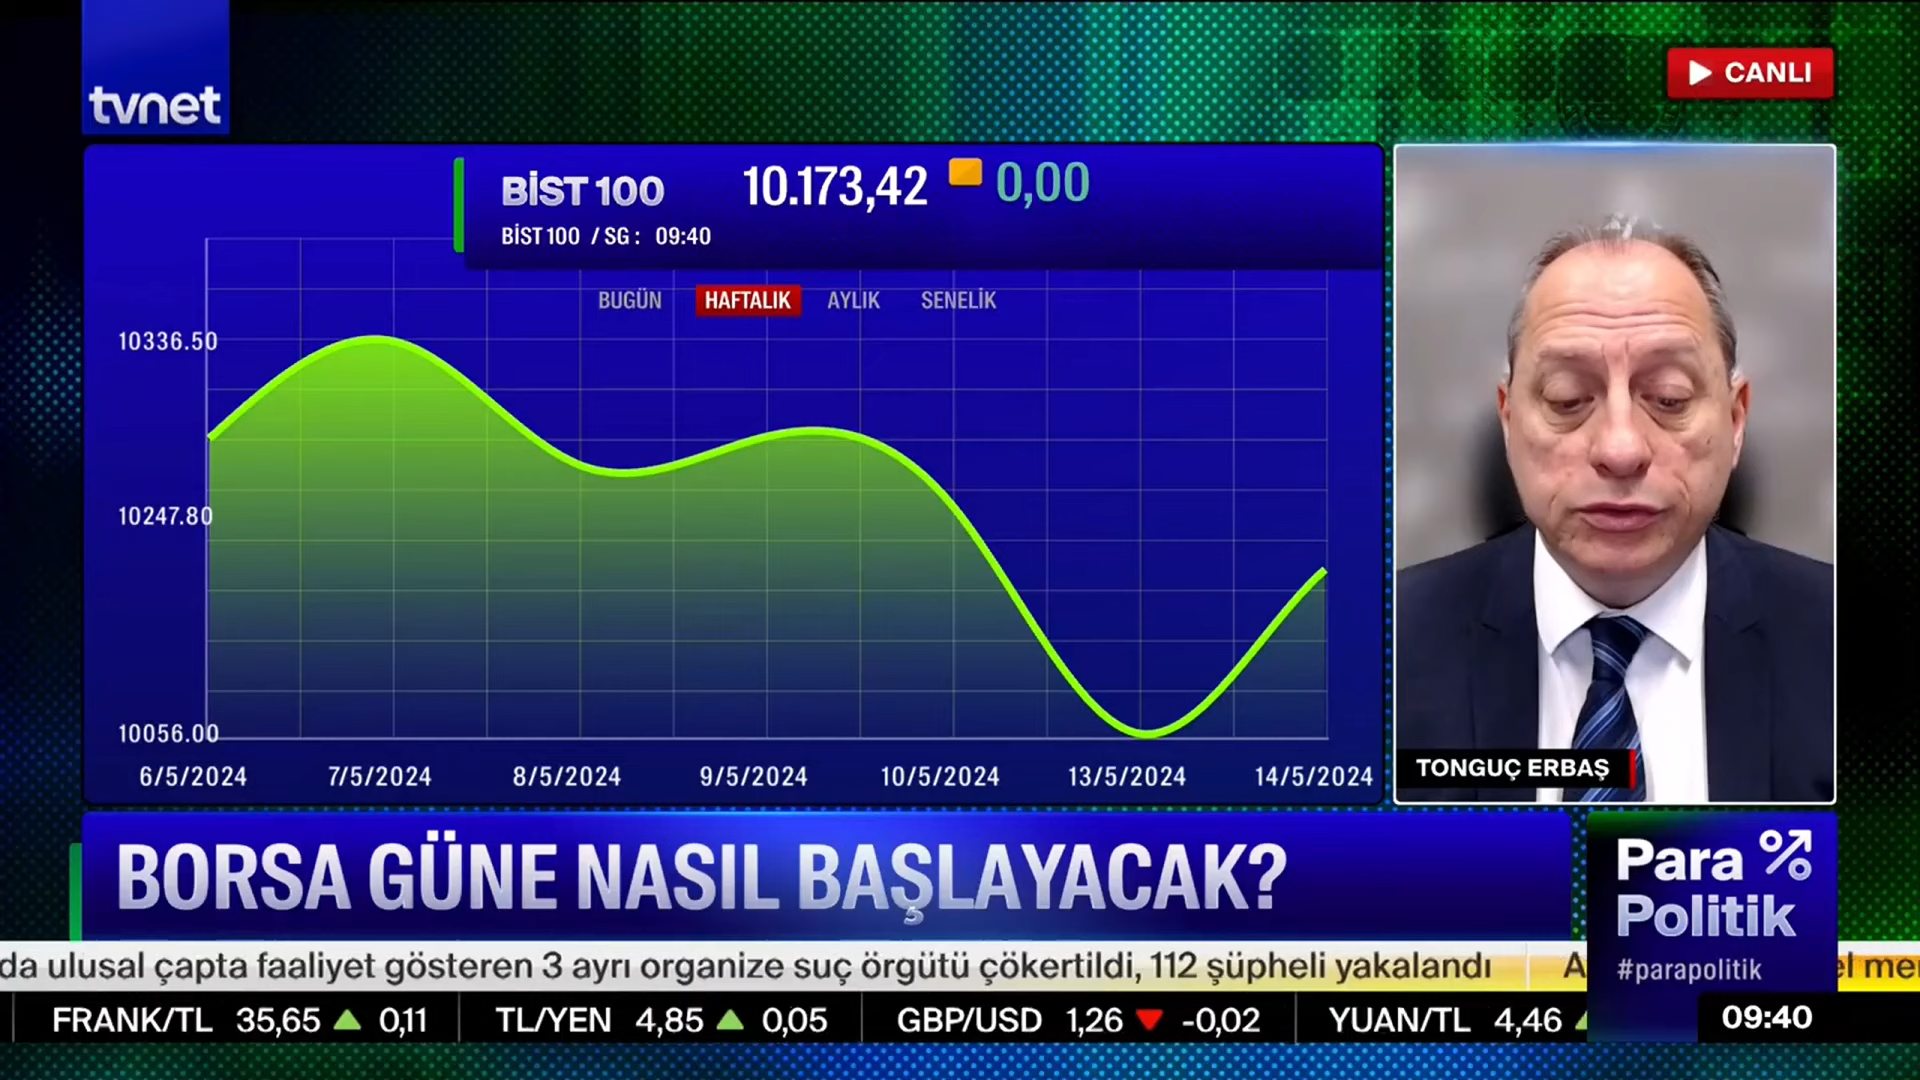 tvnet
CANLI
BİST 100 10.173,42 0,00
BİST 100 / SG : 09:40
BUGÜN HAFTALIK AYLIK SENELİK
10336.50
10247.80
10056.00
6/5/2024 7/5/2024 8/5/2024 9/5/2024 10/5/2024 13/5/2024 14/5/2024
TONGUÇ ERBAŞ
BORSA GÜNE NASIL BAŞLAYACAK?
Para
Politik
#parapolitik
da ulusal çapta faaliyet gösteren 3 ayrı organize suç örgütü çökertildi, 112 şüpheli yakalandı
FRANK/TL 35,65 0,11 TL/YEN 4,85 0,05 GBP/USD 1,26 -0,02 YUAN/TL 4,46
09:40